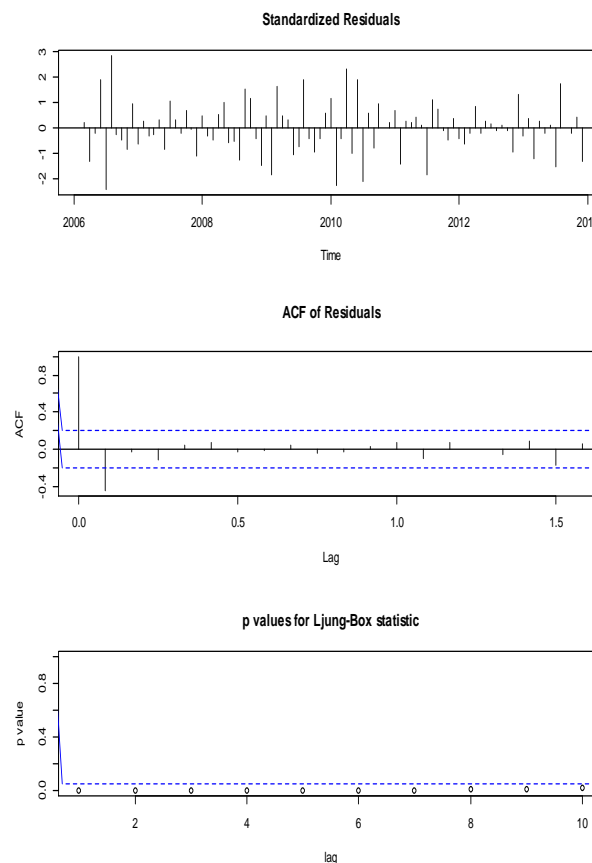 Standardized Residuals
3
2
1
0
-1
-2
2006 2008 2010 2012 201
Time
ACF of Residuals
ACF
0.8
0.4
0.0
-0.4
0.0 0.5 1.0 1.5
Lag
p values for Ljung-Box statistic
p value
0.8
0.4
0.0
2 4 6 8 10
lag